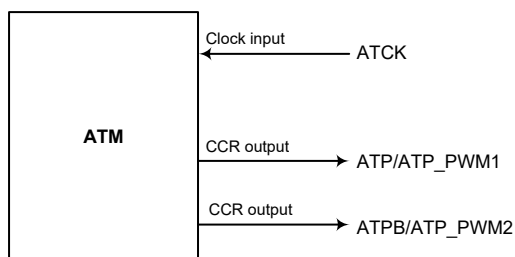 Clock input
ATCK
ATM
CCR output
ATP/ATP_PWM1
CCR output
ATPB/ATP_PWM2